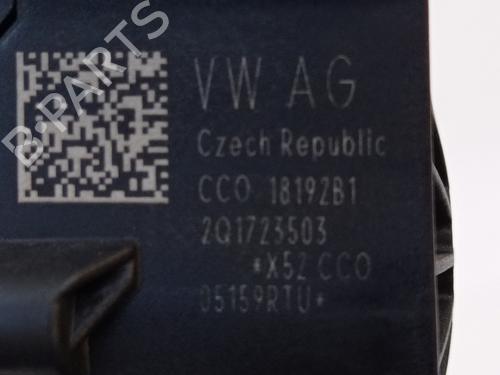 VW AG
Czech Republic
CCO 18192B1
2Q1723503
*X52 CCO
05159RTU*
B-PARTS